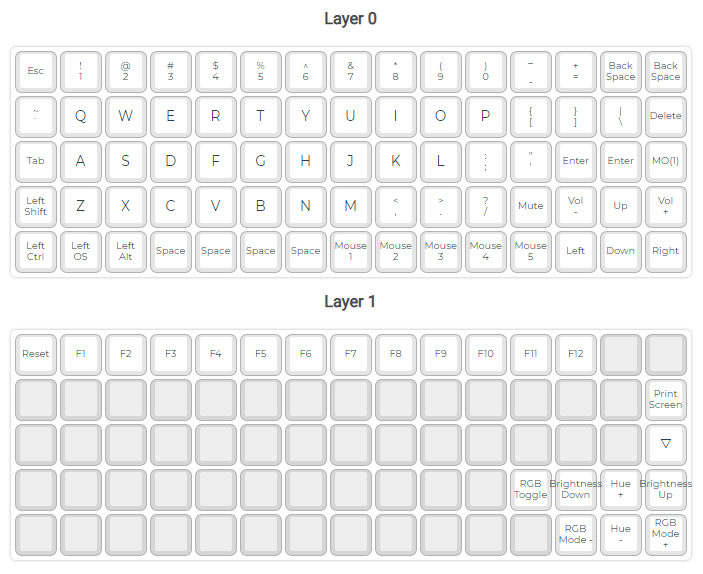 Layer 0
Esc ! 1 @ 2 # 3 $ 4 % 5 ^ 6 & 7 * 8 ( 9 ) 0 _ - + = Back Space Back Space
~ ` Q W E R T Y U I O P { [ } ] | \ Delete
Tab A S D F G H J K L : ; " ' Enter Enter MO(1)
Left Shift Z X C V B N M < , > . ? / Mute Vol - Up Vol +
Left Ctrl Left OS Left Alt Space Space Space Space Mouse 1 Mouse 2 Mouse 3 Mouse 4 Mouse 5 Left Down Right
Layer 1
Reset F1 F2 F3 F4 F5 F6 F7 F8 F9 F10 F11 F12
Print Screen
▽
RGB Toggle Brightness Down Hue + Brightness Up
RGB Mode - Hue - RGB Mode +